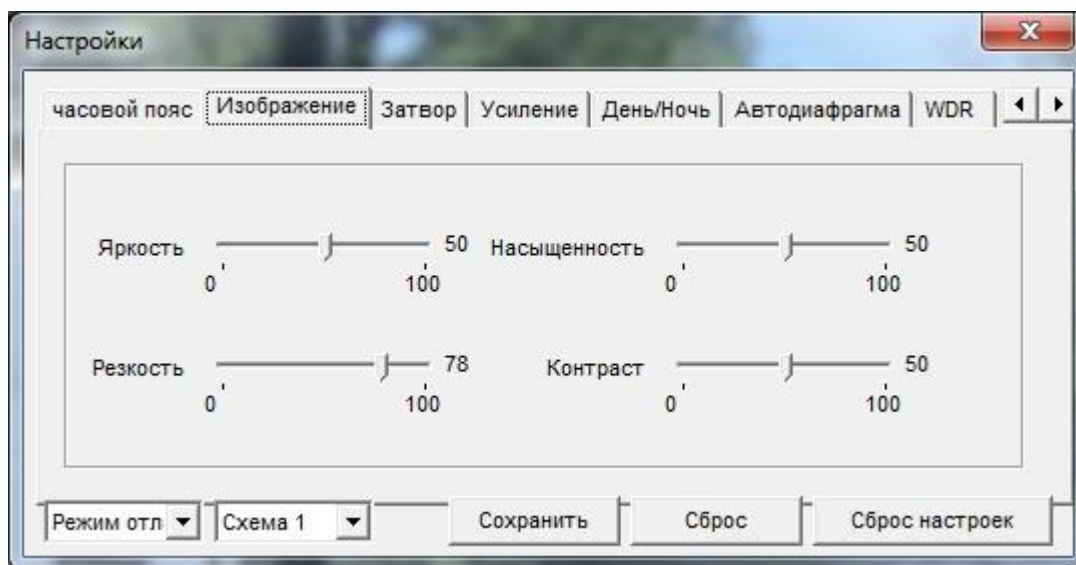 Настройки
часовой пояс Изображение Затвор Усиление День/Ночь Автодиафрагма WDR
Яркость 50 Насыщенность 50
0 100 0 100
Резкость 78 Контраст 50
0 100 0 100
Режим отл Схема 1 Сохранить Сброс Сброс настроек